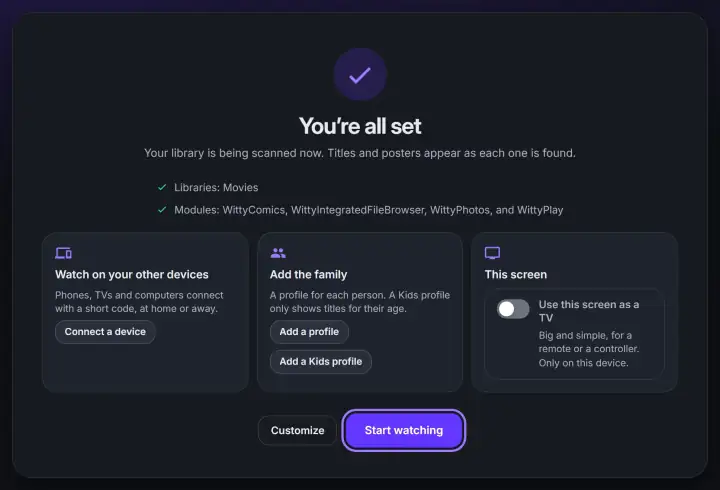 You're all set
Your library is being scanned now. Titles and posters appear as each one is found.
Libraries: Movies
Modules: WittyComics, WittyIntegratedFileBrowser, WittyPhotos, and WittyPlay
Watch on your other devices
Phones, TVs and computers connect
with a short code, at home or away.
Connect a device
Add the family
A profile for each person. A Kids profile
only shows titles for their age.
Add a profile
Add a Kids profile
This screen
Use this screen as a
TV
Big and simple, for a
remote or a controller.
Only on this device.
Customize
Start watching